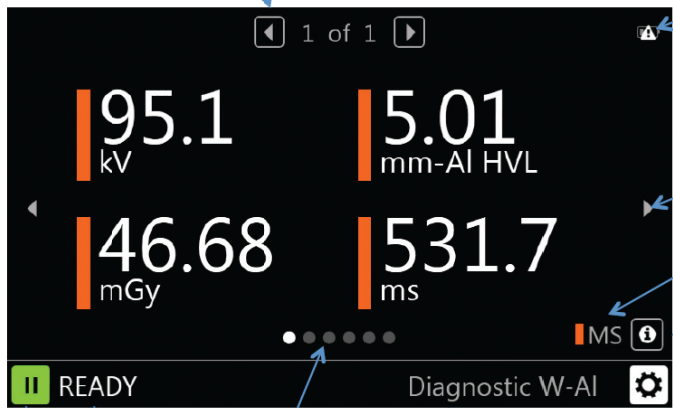 1 of 1
95.1
kV
5.01
mm-Al HVL
46.68
mGy
531.7
ms
MS
READY
Diagnostic W-Al